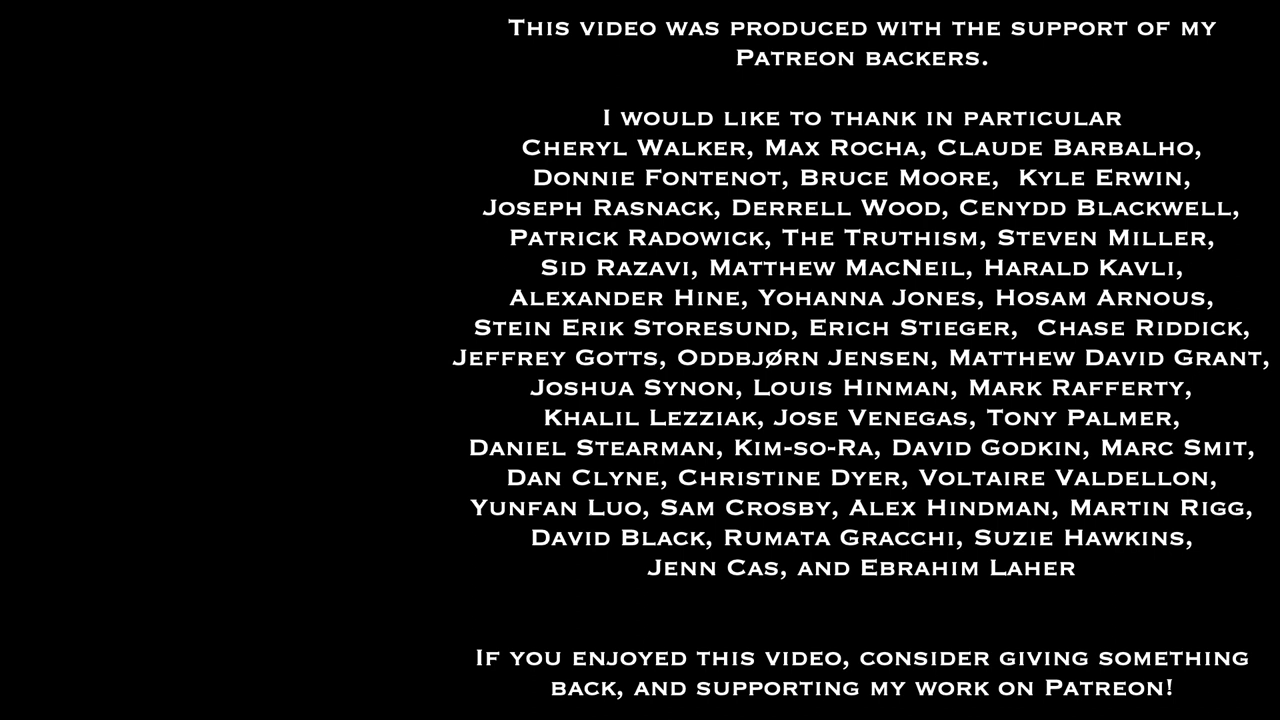 This video was produced with the support of my
Patreon backers.
I would like to thank in particular
Cheryl Walker, Max Rocha, Claude Barbalho,
Donnie Fontenot, Bruce Moore,  Kyle Erwin,
Joseph Rasnack, Derrell Wood, Cenydd Blackwell,
Patrick Radowick, The Truthism, Steven Miller,
Sid Razavi, Matthew MacNeil, Harald Kavli,
Alexander Hine, Yohanna Jones, Hosam Arnous,
Stein Erik Storesund, Erich Stieger,  Chase Riddick,
Jeffrey Gotts, Oddbjørn Jensen, Matthew David Grant,
Joshua Synon, Louis Hinman, Mark Rafferty,
Khalil Lezziak, Jose Venegas, Tony Palmer,
Daniel Stearman, Kim-so-Ra, David Godkin, Marc Smit,
Dan Clyne, Christine Dyer, Voltaire Valdellon,
Yunfan Luo, Sam Crosby, Alex Hindman, Martin Rigg,
David Black, Rumata Gracchi, Suzie Hawkins,
Jenn Cas, and Ebrahim Laher
If you enjoyed this video, consider giving something
back, and supporting my work on Patreon!